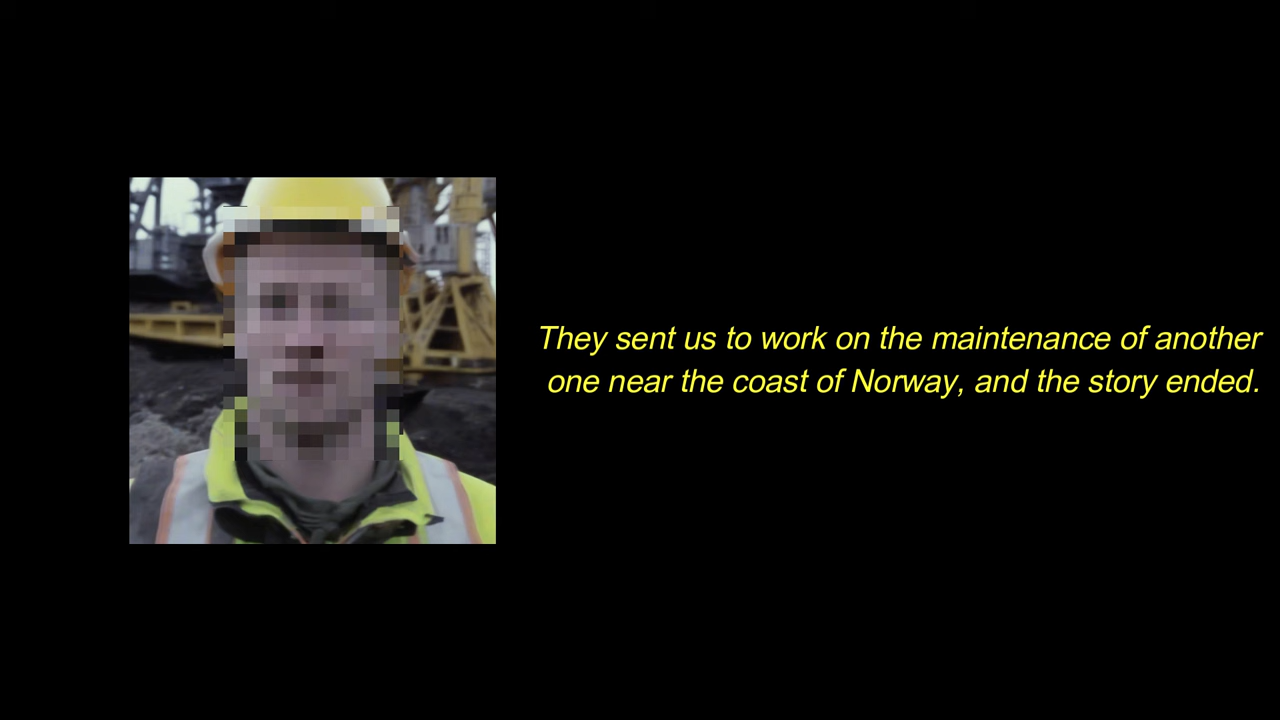 They sent us to work on the maintenance of another
one near the coast of Norway, and the story ended.